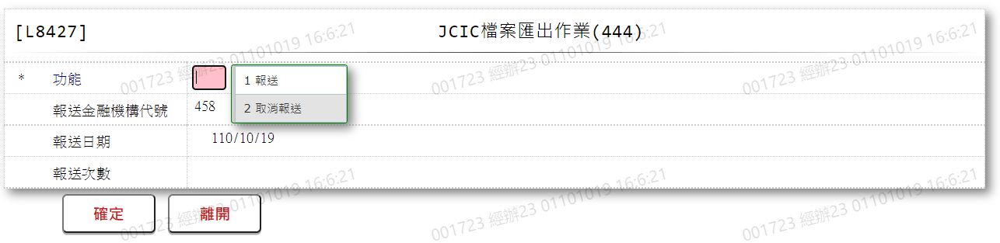 [L8427] JCIC檔案匯出作業(444)
* 功能 1 報送
2 取消報送
報送金融機構代號 458
報送日期 110/10/19
報送次數
確定 離開
001723 經辦23 01101019 16:6:21
001723 經辦23 01101019 16:6:21
001723 經辦23 01101019 16:6:21
001723 經辦23 01101019 16:6:21
001723 經辦23 01101019 16:6:21
001723 經辦23 01101019 16:6:21